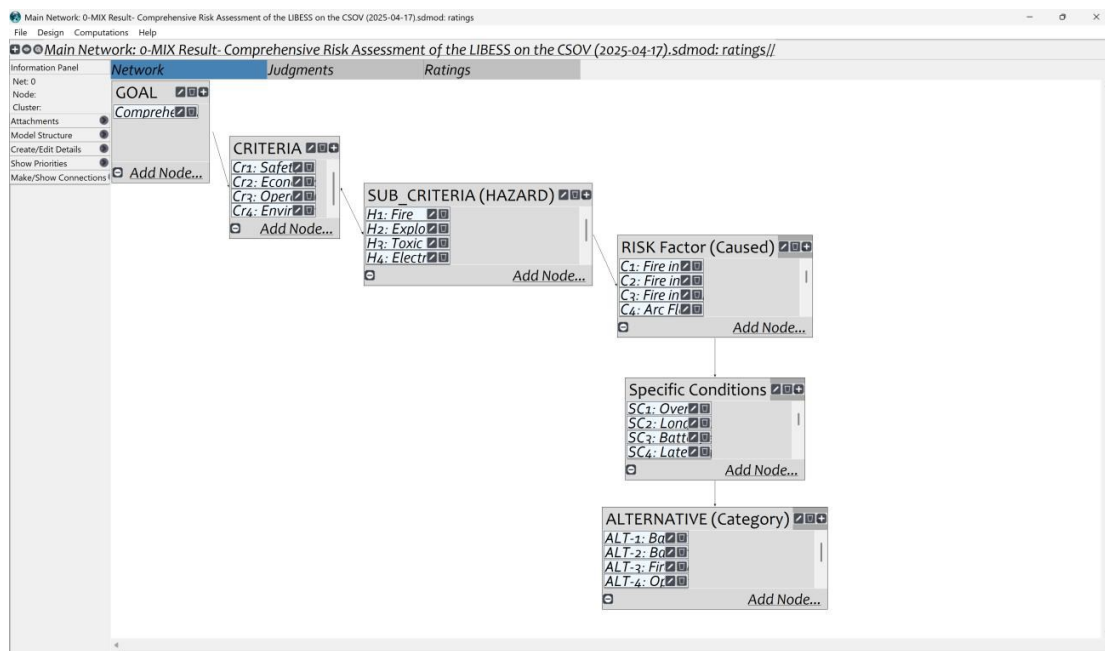 Main Network: 0-MIX Result- Comprehensive Risk Assessment of the LIBESS on the CSOV (2025-04-17).sdmod: ratings
File Design Computations Help
Main Network: 0-MIX Result- Comprehensive Risk Assessment of the LIBESS on the CSOV (2025-04-17).sdmod: ratings//
Information Panel
Net: 0
Node:
Cluster:
Attachments
Model Structure
Create/Edit Details
Show Priorities
Make/Show Connections
Network Judgments Ratings
GOAL
Comprehe
Add Node...
CRITERIA
Cr1: Safet
Cr2: Econ
Cr3: Oper
Cr4: Envir
Add Node...
SUB_CRITERIA (HAZARD)
H1: Fire
H2: Explo
H3: Toxic
H4: Electr
Add Node...
RISK Factor (Caused)
C1: Fire in
C2: Fire in
C3: Fire in
C4: Arc Fl
Add Node...
Specific Conditions
SC1: Over
SC2: Long
SC3: Batt
SC4: Late
Add Node...
ALTERNATIVE (Category)
ALT-1: Ba
ALT-2: Ba
ALT-3: Fir
ALT-4: Op
Add Node...